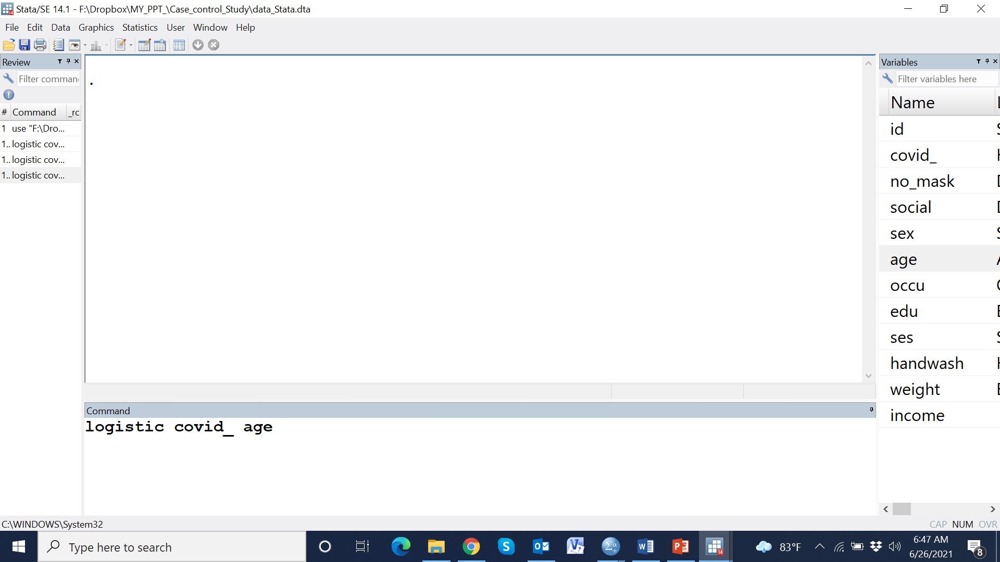 Stata/SE 14.1 - F:\Dropbox\MY_PPT_\Case_control_Study\data_Stata.dta
File Edit Data Graphics Statistics User Window Help
Review
Filter comman
# Command _rc
1 use "F:\Dro...
1.. logistic cov...
1.. logistic cov...
1.. logistic cov...
.
Command
logistic covid_ age
Variables
Filter variables here
Name
id
covid_
no_mask
social
sex
age
occu
edu
ses
handwash
weight
income
C:\WINDOWS\System32
CAP NUM OVR
Type here to search
83°F
6:47 AM
6/26/2021
8